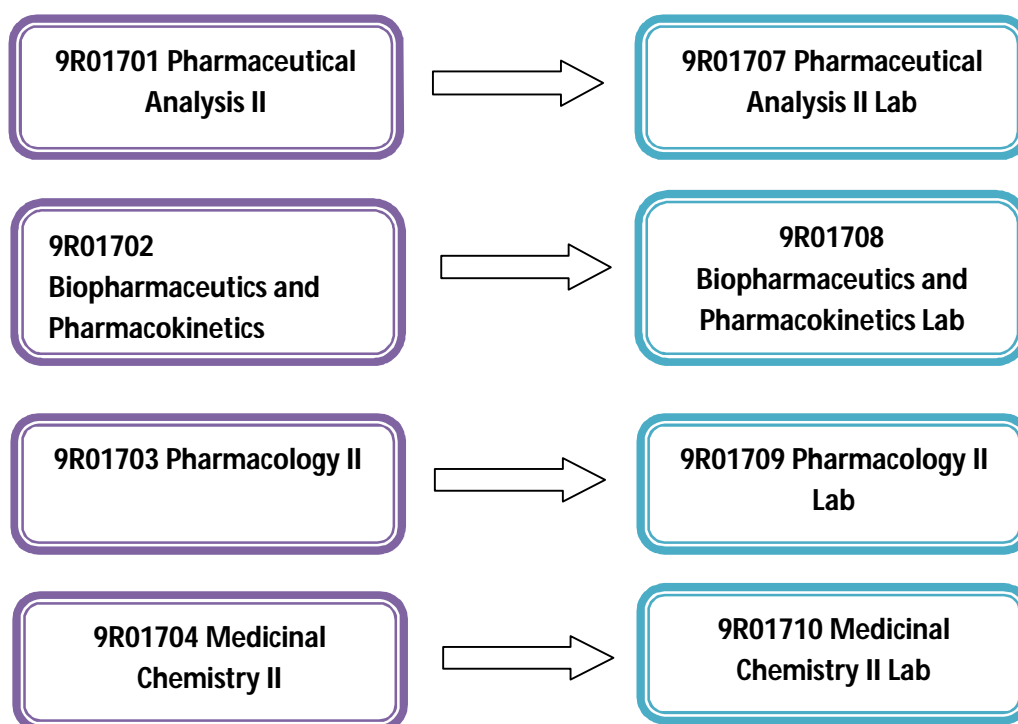 9R01701 Pharmaceutical
Analysis II
9R01707 Pharmaceutical
Analysis II Lab
9R01702
Biopharmaceutics and
Pharmacokinetics
9R01708
Biopharmaceutics and
Pharmacokinetics Lab
9R01703 Pharmacology II
9R01709 Pharmacology II
Lab
9R01704 Medicinal
Chemistry II
9R01710 Medicinal
Chemistry II Lab